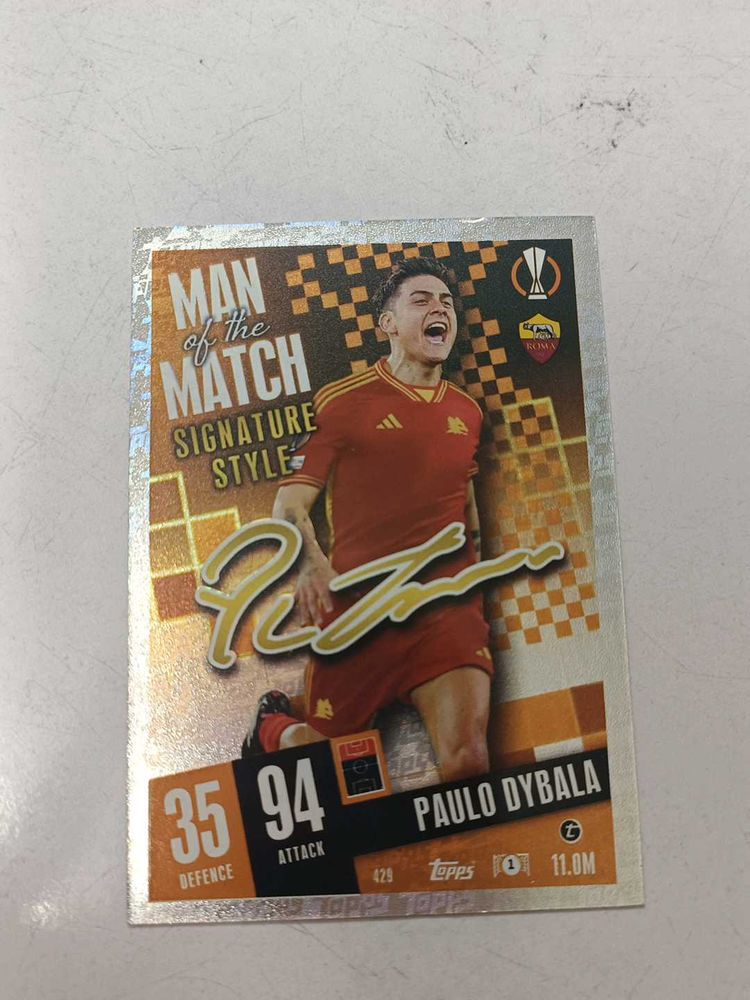 MAN
of the
MATCH
SIGNATURE
STYLE
ROMA
PAULO DYBALA
35
DEFENCE
94
ATTACK
429
Topps
1
t
11.0M